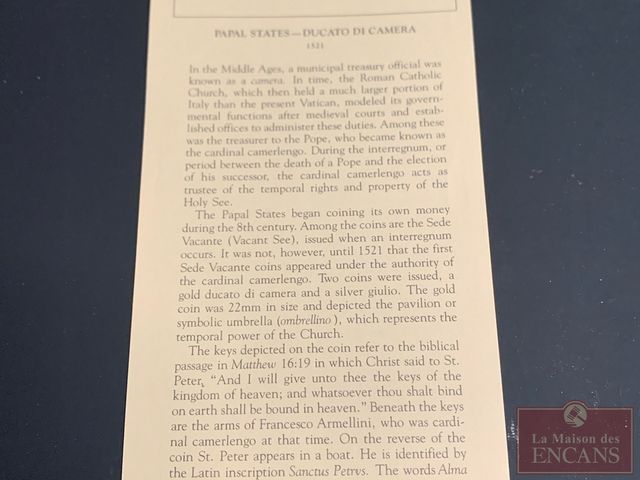 PAPAL STATES—DUCATO DI CAMERA
1521
In the Middle Ages, a municipal treasury official was
known as a camera. In time, the Roman Catholic
Church, which then held a much larger portion of
Italy than the present Vatican, modeled its govern-
mental functions after medieval courts and estab-
lished offices to administer these duties. Among these
was the treasurer to the Pope, who became known as
the cardinal camerlengo. During the interregnum, or
period between the death of a Pope and the election
of his successor, the cardinal camerlengo acts as
trustee of the temporal rights and property of the
Holy See.
The Papal States began coining its own money
during the 8th century. Among the coins are the Sede
Vacante (Vacant See), issued when an interregnum
occurs. It was not, however, until 1521 that the first
Sede Vacante coins appeared under the authority of
the cardinal camerlengo. Two coins were issued, a
gold ducato di camera and a silver giulio. The gold
coin was 22mm in size and depicted the pavilion or
symbolic umbrella (ombrellino), which represents the
temporal power of the Church.
The keys depicted on the coin refer to the biblical
passage in Matthew 16:19 in which Christ said to St.
Peter, “And I will give unto thee the keys of the
kingdom of heaven; and whatsoever thou shalt bind
on earth shall be bound in heaven.” Beneath the keys
are the arms of Francesco Armellini, who was cardi-
nal camerlengo at that time. On the reverse of the
coin St. Peter appears in a boat. He is identified by
the Latin inscription Sanctus Petrvs. The words Alma
La Maison des
ENCANS